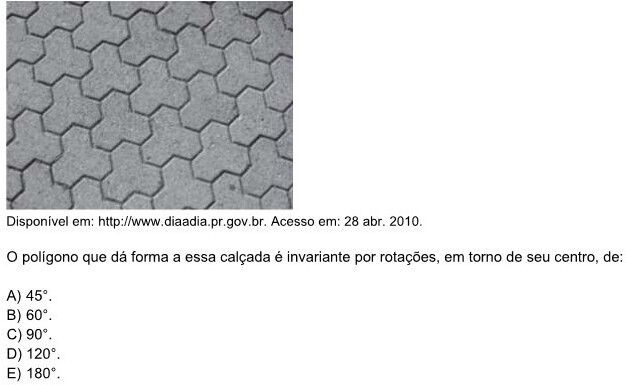 Disponível em: http://www.diaadia.pr.gov.br. Acesso em: 28 abr. 2010.
O polígono que dá forma a essa calçada é invariante por rotações, em torno de seu centro, de:
A) 45°.
B) 60°.
C) 90°.
D) 120°.
E) 180°.